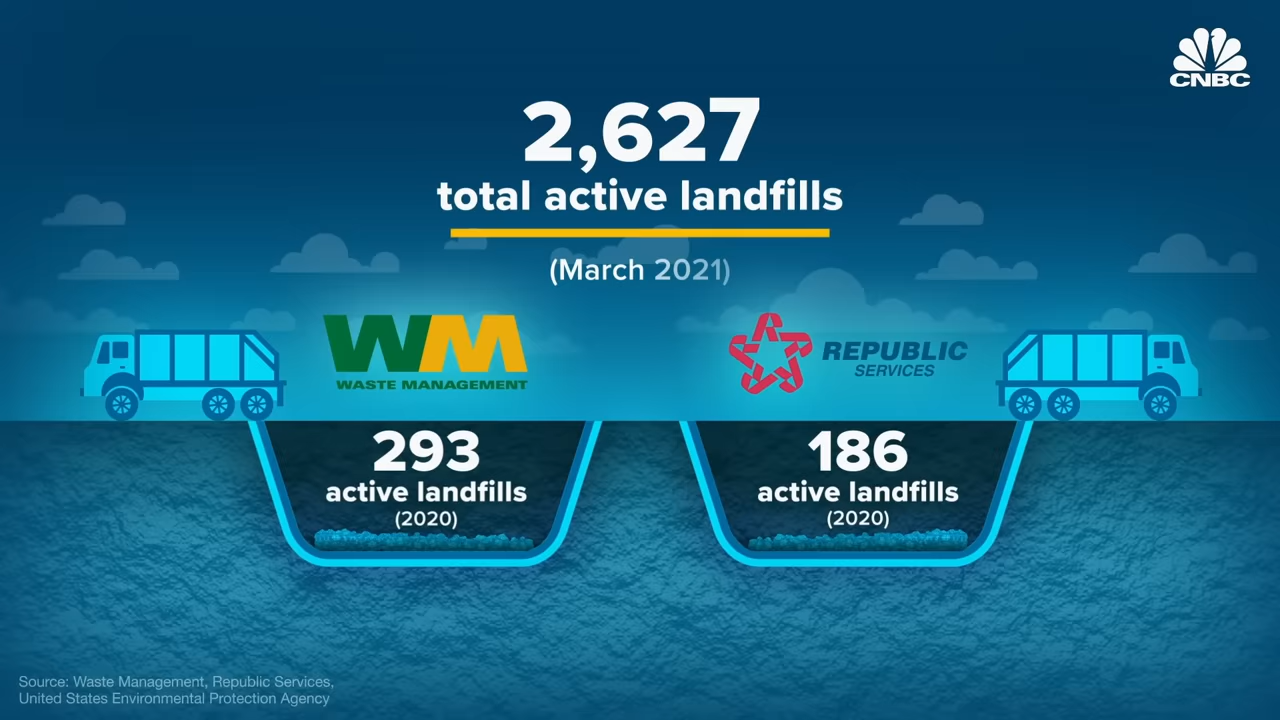 CNBC
2,627
total active landfills
(March 2021)
WM
WASTE MANAGEMENT
REPUBLIC
SERVICES
293
active landfills
(2020)
186
active landfills
(2020)
Source: Waste Management, Republic Services,
United States Environmental Protection Agency